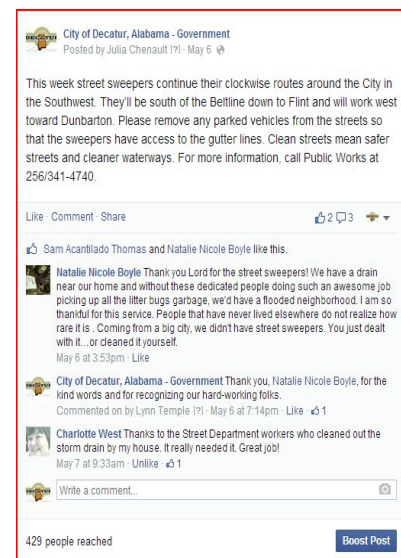 City of Decatur, Alabama - Government
Posted by Julia Chenault [?] · May 6
This week street sweepers continue their clockwise routes around the City in
the Southwest. They'll be south of the Beltline down to Flint and will work west
toward Dunbarton. Please remove any parked vehicles from the streets so
that the sweepers have access to the gutter lines. Clean streets mean safer
streets and cleaner waterways. For more information, call Public Works at
256/341-4740.
Like · Comment · Share 2 3
Sam Acantilado Thomas and Natalie Nicole Boyle like this.
Natalie Nicole Boyle Thank you Lord for the street sweepers! We have a drain
near our home and without these dedicated people doing such an awesome job
picking up all the litter bugs garbage, we'd have a flooded neighborhood. I am so
thankful for this service. People that have never lived elsewhere do not realize how
rare it is . Coming from a big city, we didn't have street sweepers. You just dealt
with it...or cleaned it yourself.
May 6 at 3:53pm · Like
City of Decatur, Alabama - Government Thank you, Natalie Nicole Boyle, for the
kind words and for recognizing our hard-working folks.
Commented on by Lynn Temple [?] · May 6 at 7:14pm · Like · 1
Charlotte West Thanks to the Street Department workers who cleaned out the
storm drain by my house. It really needed it. Great job!
May 7 at 9:33am · Unlike · 1
Write a comment...
429 people reached
Boost Post